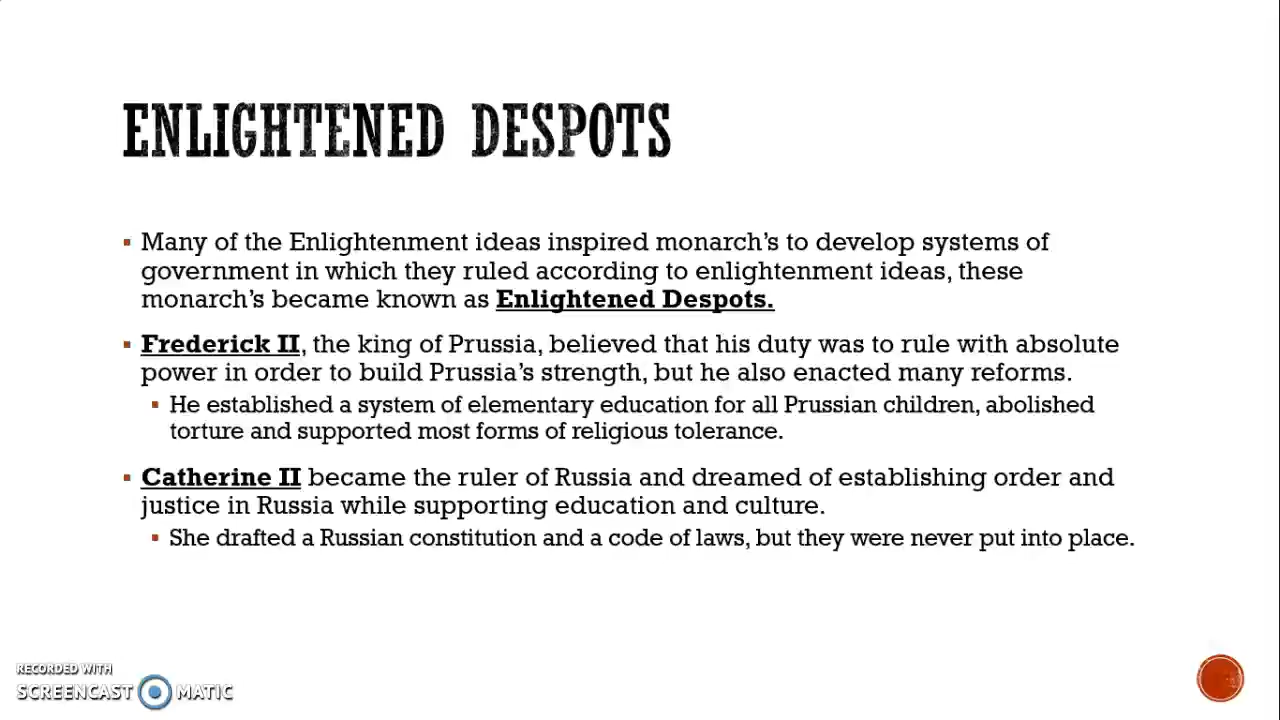 ENLIGHTENED DESPOTS
▪ Many of the Enlightenment ideas inspired monarch's to develop systems of
government in which they ruled according to enlightenment ideas, these
monarch's became known as Enlightened Despots.
▪ Frederick II, the king of Prussia, believed that his duty was to rule with absolute
power in order to build Prussia's strength, but he also enacted many reforms.
▪ He established a system of elementary education for all Prussian children, abolished
torture and supported most forms of religious tolerance.
▪ Catherine II became the ruler of Russia and dreamed of establishing order and
justice in Russia while supporting education and culture.
▪ She drafted a Russian constitution and a code of laws, but they were never put into place.
RECORDED WITH
SCREENCAST MATIC